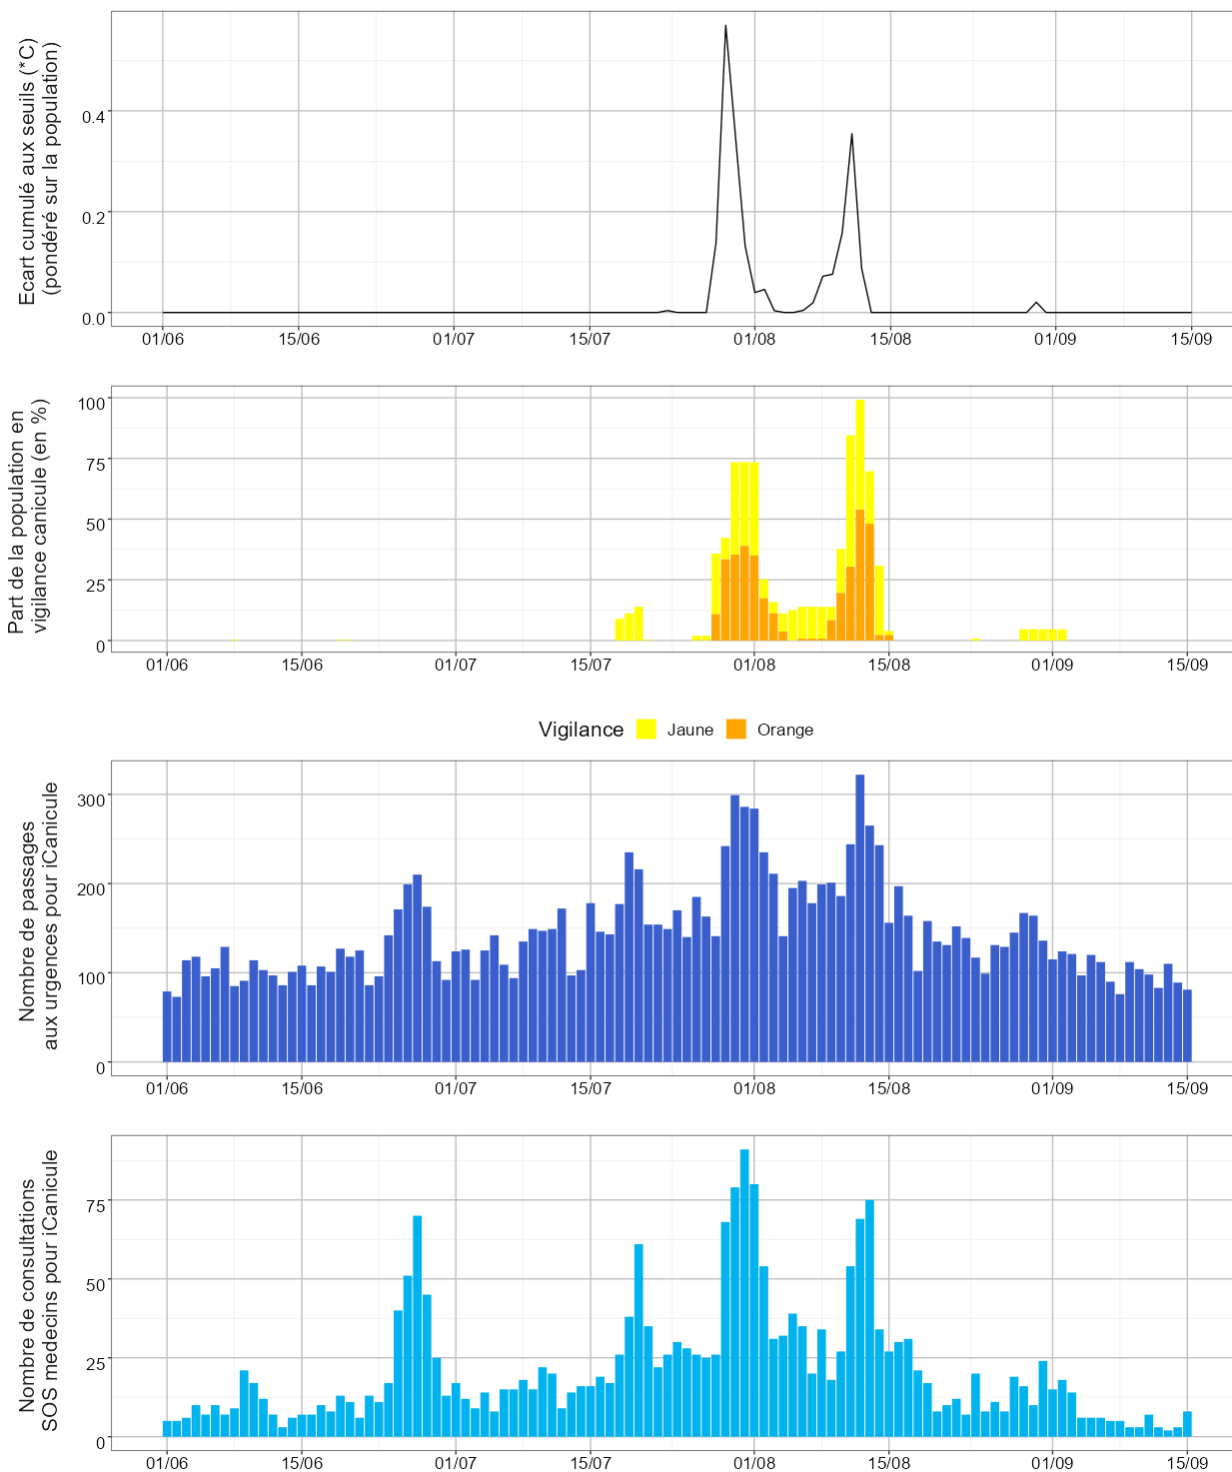 Ecart cumulé aux seuils (*C)
(pondéré sur la population)
0.4
0.2
0.0
01/06 15/06 01/07 15/07 01/08 15/08 01/09 15/09
Part de la population en
vigilance canicule (en %)
100
75
50
25
0
01/06 15/06 01/07 15/07 01/08 15/08 01/09 15/09
Vigilance Jaune Orange
Nombre de passages
aux urgences pour iCanicule
300
200
100
0
01/06 15/06 01/07 15/07 01/08 15/08 01/09 15/09
Nombre de consultations
SOS medecins pour iCanicule
75
50
25
0
01/06 15/06 01/07 15/07 01/08 15/08 01/09 15/09